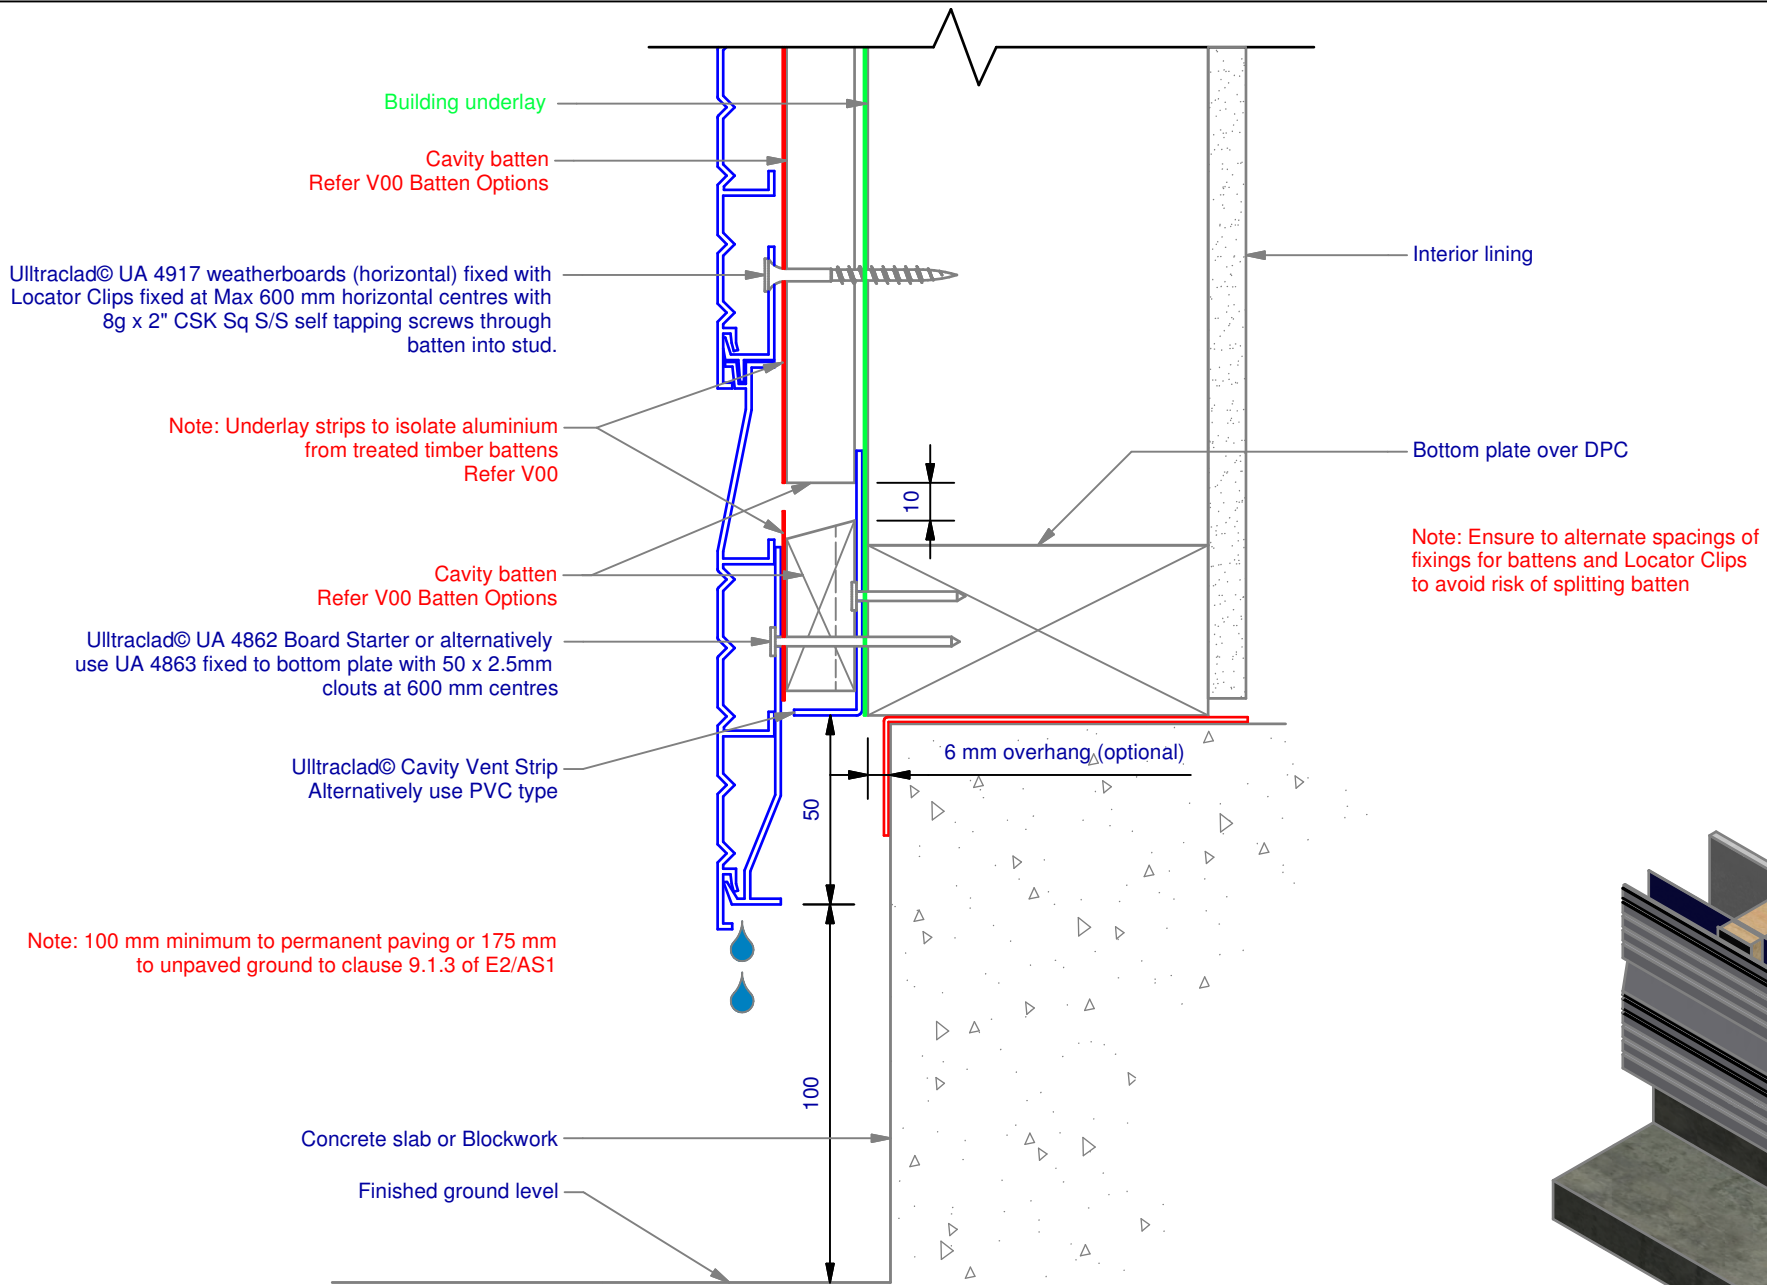 Building underlay
Cavity batten
Refer V00 Batten Options
Ulltraclad© UA 4917 weatherboards (horizontal) fixed with
Locator Clips fixed at Max 600 mm horizontal centres with
8g x 2" CSK Sq S/S self tapping screws through
batten into stud.
Interior lining
Note: Underlay strips to isolate aluminium
from treated timber battens
Refer V00
Bottom plate over DPC
10
Note: Ensure to alternate spacings of
fixings for battens and Locator Clips
to avoid risk of splitting batten
Cavity batten
Refer V00 Batten Options
Ulltraclad© UA 4862 Board Starter or alternatively
use UA 4863 fixed to bottom plate with 50 x 2.5mm
clouts at 600 mm centres
Ulltraclad© Cavity Vent Strip
Alternatively use PVC type
6 mm overhang (optional)
50
Note: 100 mm minimum to permanent paving or 175 mm
to unpaved ground to clause 9.1.3 of E2/AS1
100
Concrete slab or Blockwork
Finished ground level